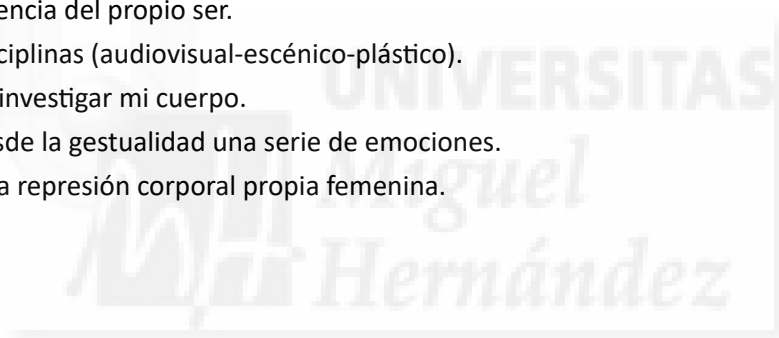 encia del propio ser.
ciplinas (audiovisual-escénico-plástico).
investigar mi cuerpo.
sde la gestualidad una serie de emociones.
a represión corporal propia femenina.
UNIVERSITAS
Miguel
Hernández